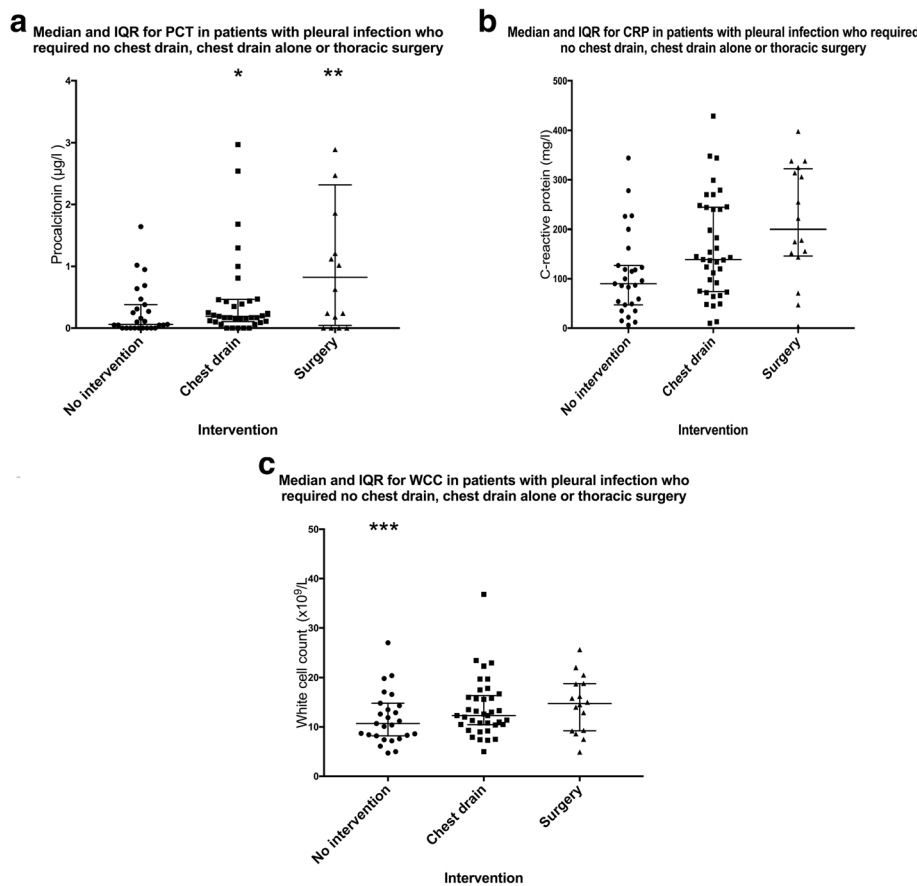 a
Median and IQR for PCT in patients with pleural infection who
required no chest drain, chest drain alone or thoracic surgery
* **
4
3
2
1
0
Procalcitonin (µg/l)
No intervention
Chest drain
Surgery
Intervention
b
Median and IQR for CRP in patients with pleural infection who required
no chest drain, chest drain alone or thoracic surgery
500
400
300
200
100
0
C-reactive protein (mg/l)
No intervention
Chest drain
Surgery
Intervention
c
Median and IQR for WCC in patients with pleural infection who
required no chest drain, chest drain alone or thoracic surgery
***
50
40
30
20
10
0
White cell count (x10⁹/L
No intervention
Chest drain
Surgery
Intervention